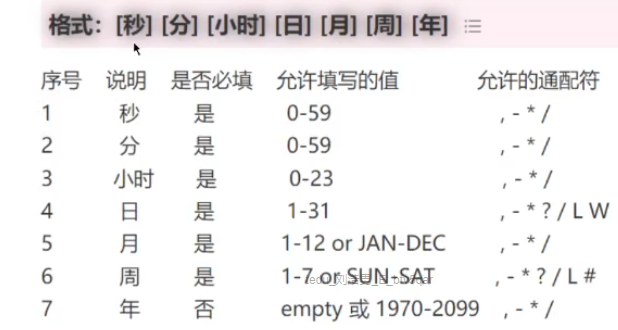 格式：[秒] [分] [小时] [日] [月] [周] [年]
序号 说明 是否必填 允许填写的值 允许的通配符
1 秒 是 0-59 , - * /
2 分 是 0-59 , - * /
3 小时 是 0-23 , - * /
4 日 是 1-31 , - * ? / L W
5 月 是 1-12 or JAN-DEC , - * /
6 周 是 1-7 or SUN-SAT , - * ? / L #
7 年 否 empty 或 1970-2099 , - * /